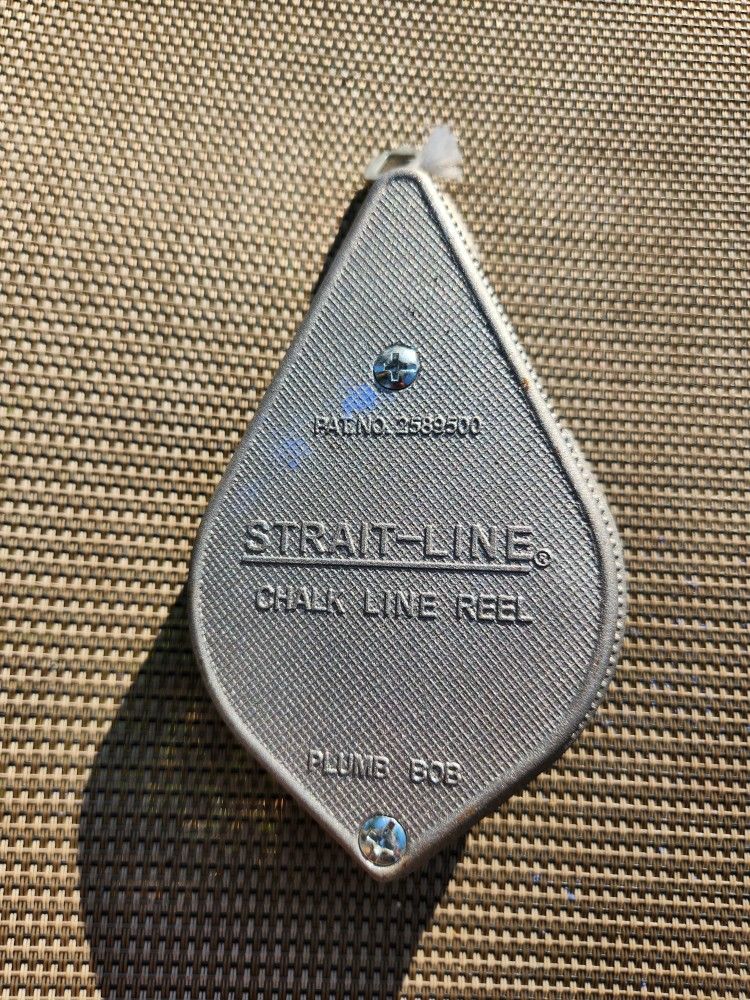 PAT. NO. 2589500
STRAIT-LINE®
CHALK LINE REEL
PLUMB BOB